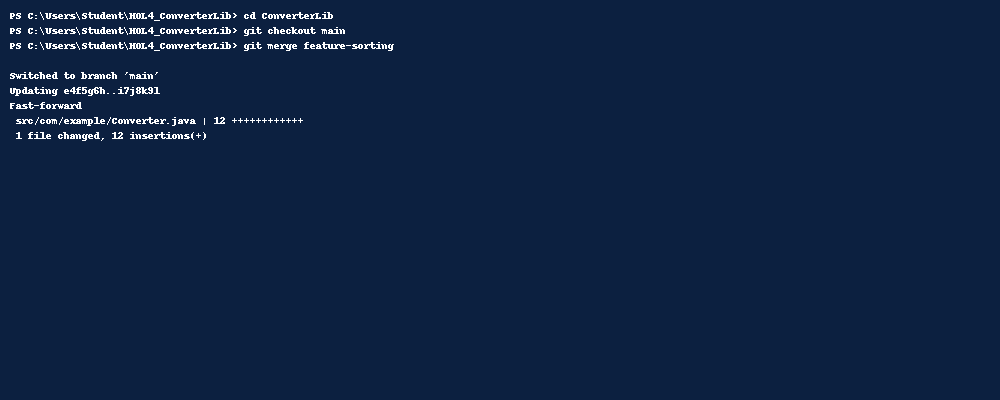 PS C:\Users\Student\HOL4_ConverterLib> cd ConverterLib
PS C:\Users\Student\HOL4_ConverterLib> git checkout main
PS C:\Users\Student\HOL4_ConverterLib> git merge feature-sorting
Switched to branch 'main'
Updating e4f5g6h..i7j8k9l
Fast-forward
 src/com/example/Converter.java | 12 ++++++++++++
 1 file changed, 12 insertions(+)